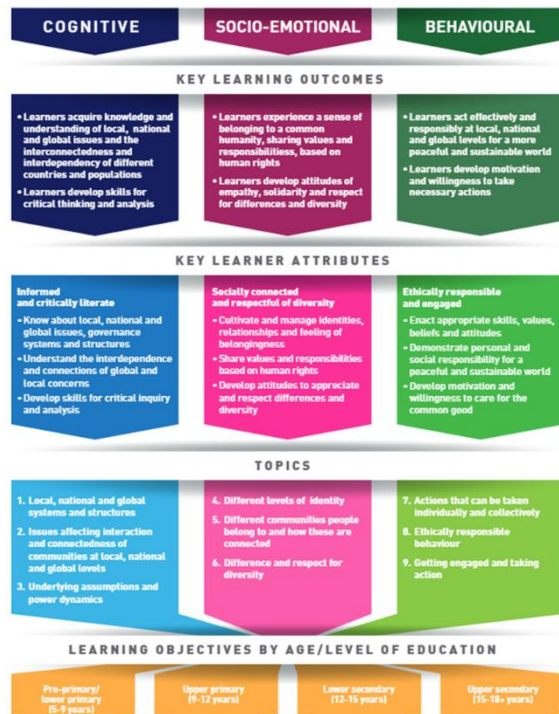 COGNITIVE
SOCIO-EMOTIONAL
BEHAVIOURAL
KEY LEARNING OUTCOMES
• Learners acquire knowledge and
understanding of local, national
and global issues and the
interconnectedness and
interdependency of different
countries and populations
• Learners develop skills for
critical thinking and analysis
• Learners experience a sense of
belonging to a common
humanity, sharing values and
responsibilities, based on
human rights
• Learners develop attitudes of
empathy, solidarity and respect
for differences and diversity
• Learners act effectively and
responsibly at local, national
and global levels for a more
peaceful and sustainable world
• Learners develop motivation
and willingness to take
necessary actions
KEY LEARNER ATTRIBUTES
Informed
and critically literate
• Know about local, national and
global issues, governance
systems and structures
• Understand the interdependence
and connections of global and
local concerns
• Develop skills for critical inquiry
and analysis
Socially connected
and respectful of diversity
• Cultivate and manage identities,
relationships and feeling of
belongingness
• Share values and responsibilities
based on human rights
• Develop attitudes to appreciate
and respect differences and
diversity
Ethically responsible
and engaged
• Enact appropriate skills, values,
beliefs and attitudes
• Demonstrate personal and
social responsibility for a
peaceful and sustainable world
• Develop motivation and
willingness to care for the
common good
TOPICS
1. Local, national and global
systems and structures
2. Issues affecting interaction
and connectedness of
communities at local, national
and global levels
3. Underlying assumptions and
power dynamics
4. Different levels of identity
5. Different communities people
belong to and how these are
connected
6. Difference and respect for
diversity
7. Actions that can be taken
individually and collectively
8. Ethically responsible
behaviour
9. Getting engaged and taking
action
LEARNING OBJECTIVES BY AGE/LEVEL OF EDUCATION
Pre-primary/
lower primary
(5-9 years)
Upper primary
(9-12 years)
Lower secondary
(12-15 years)
Upper secondary
(15-18+ years)